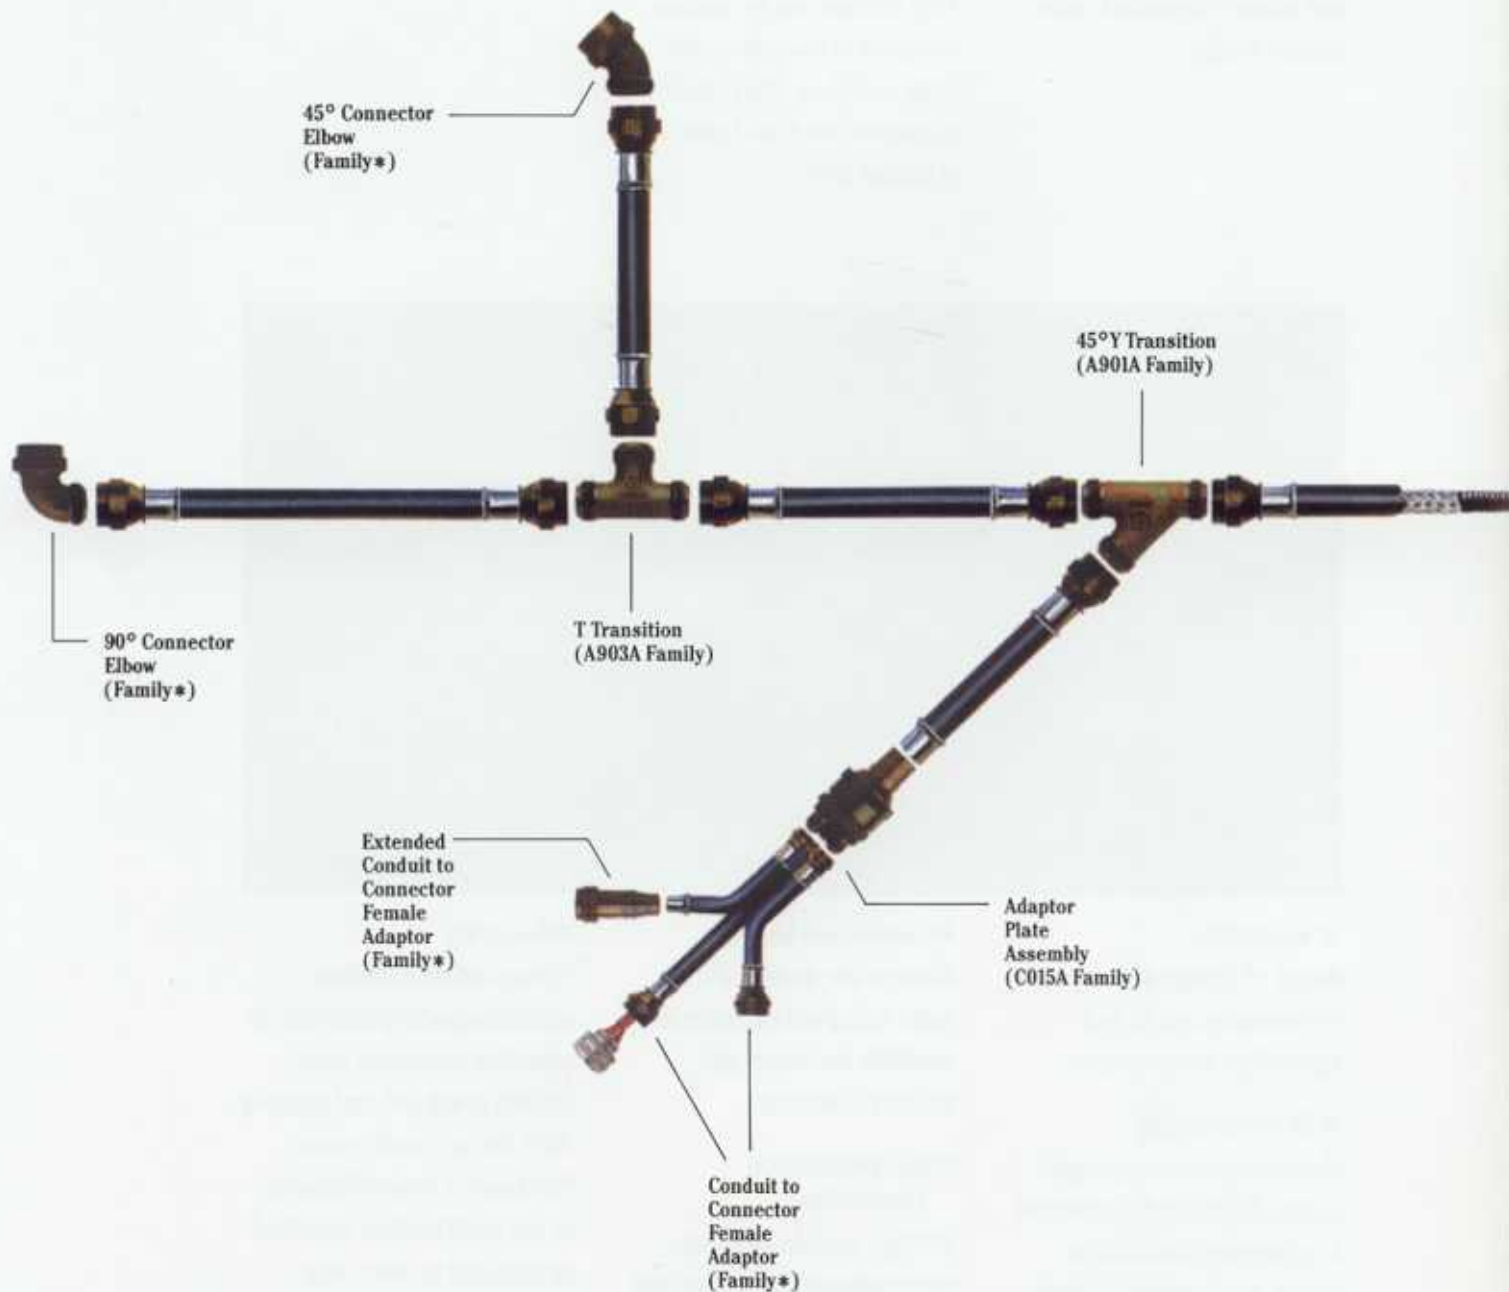 45° Connector
Elbow
(Family*)
45°Y Transition
(A901A Family)
T Transition
(A903A Family)
90° Connector
Elbow
(Family*)
Extended
Conduit to
Connector
Female
Adaptor
(Family*)
Adaptor
Plate
Assembly
(C015A Family)
Conduit to
Connector
Female
Adaptor
(Family*)